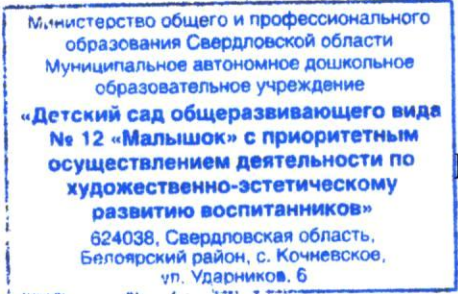 Министерство общего и профессионального
образования Свердловской области
Муниципальное автономное дошкольное
образовательное учреждение
«Детский сад общеразвивающего вида
№ 12 «Малышок» с приоритетным
осуществлением деятельности по
художественно-эстетическому
развитию воспитанников»
624038, Свердловская область,
Белоярский район, с. Кочневское,
ул. Ударников, 6